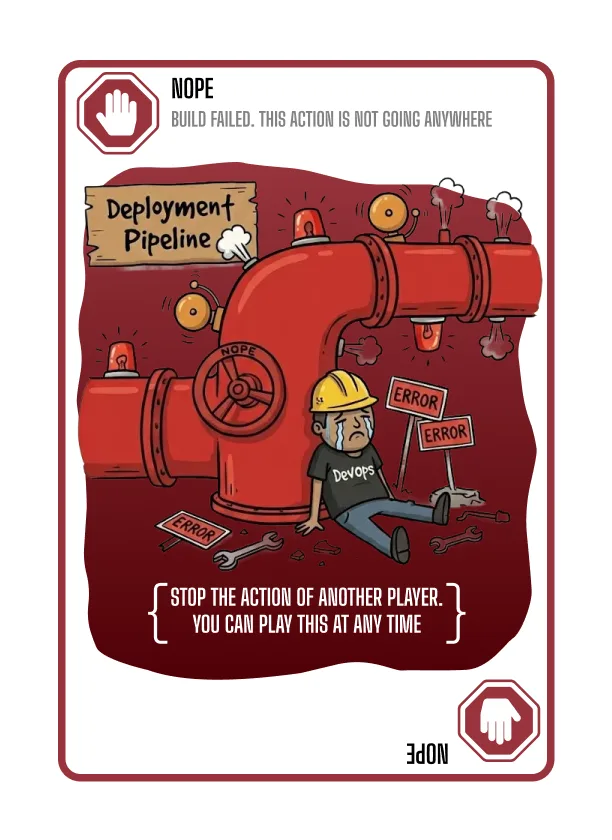 NOPE
BUILD FAILED. THIS ACTION IS NOT GOING ANYWHERE
Deployment
Pipeline
NOPE
ERROR
ERROR
DevOps
ERROR
STOP THE ACTION OF ANOTHER PLAYER.
YOU CAN PLAY THIS AT ANY TIME
NOPE